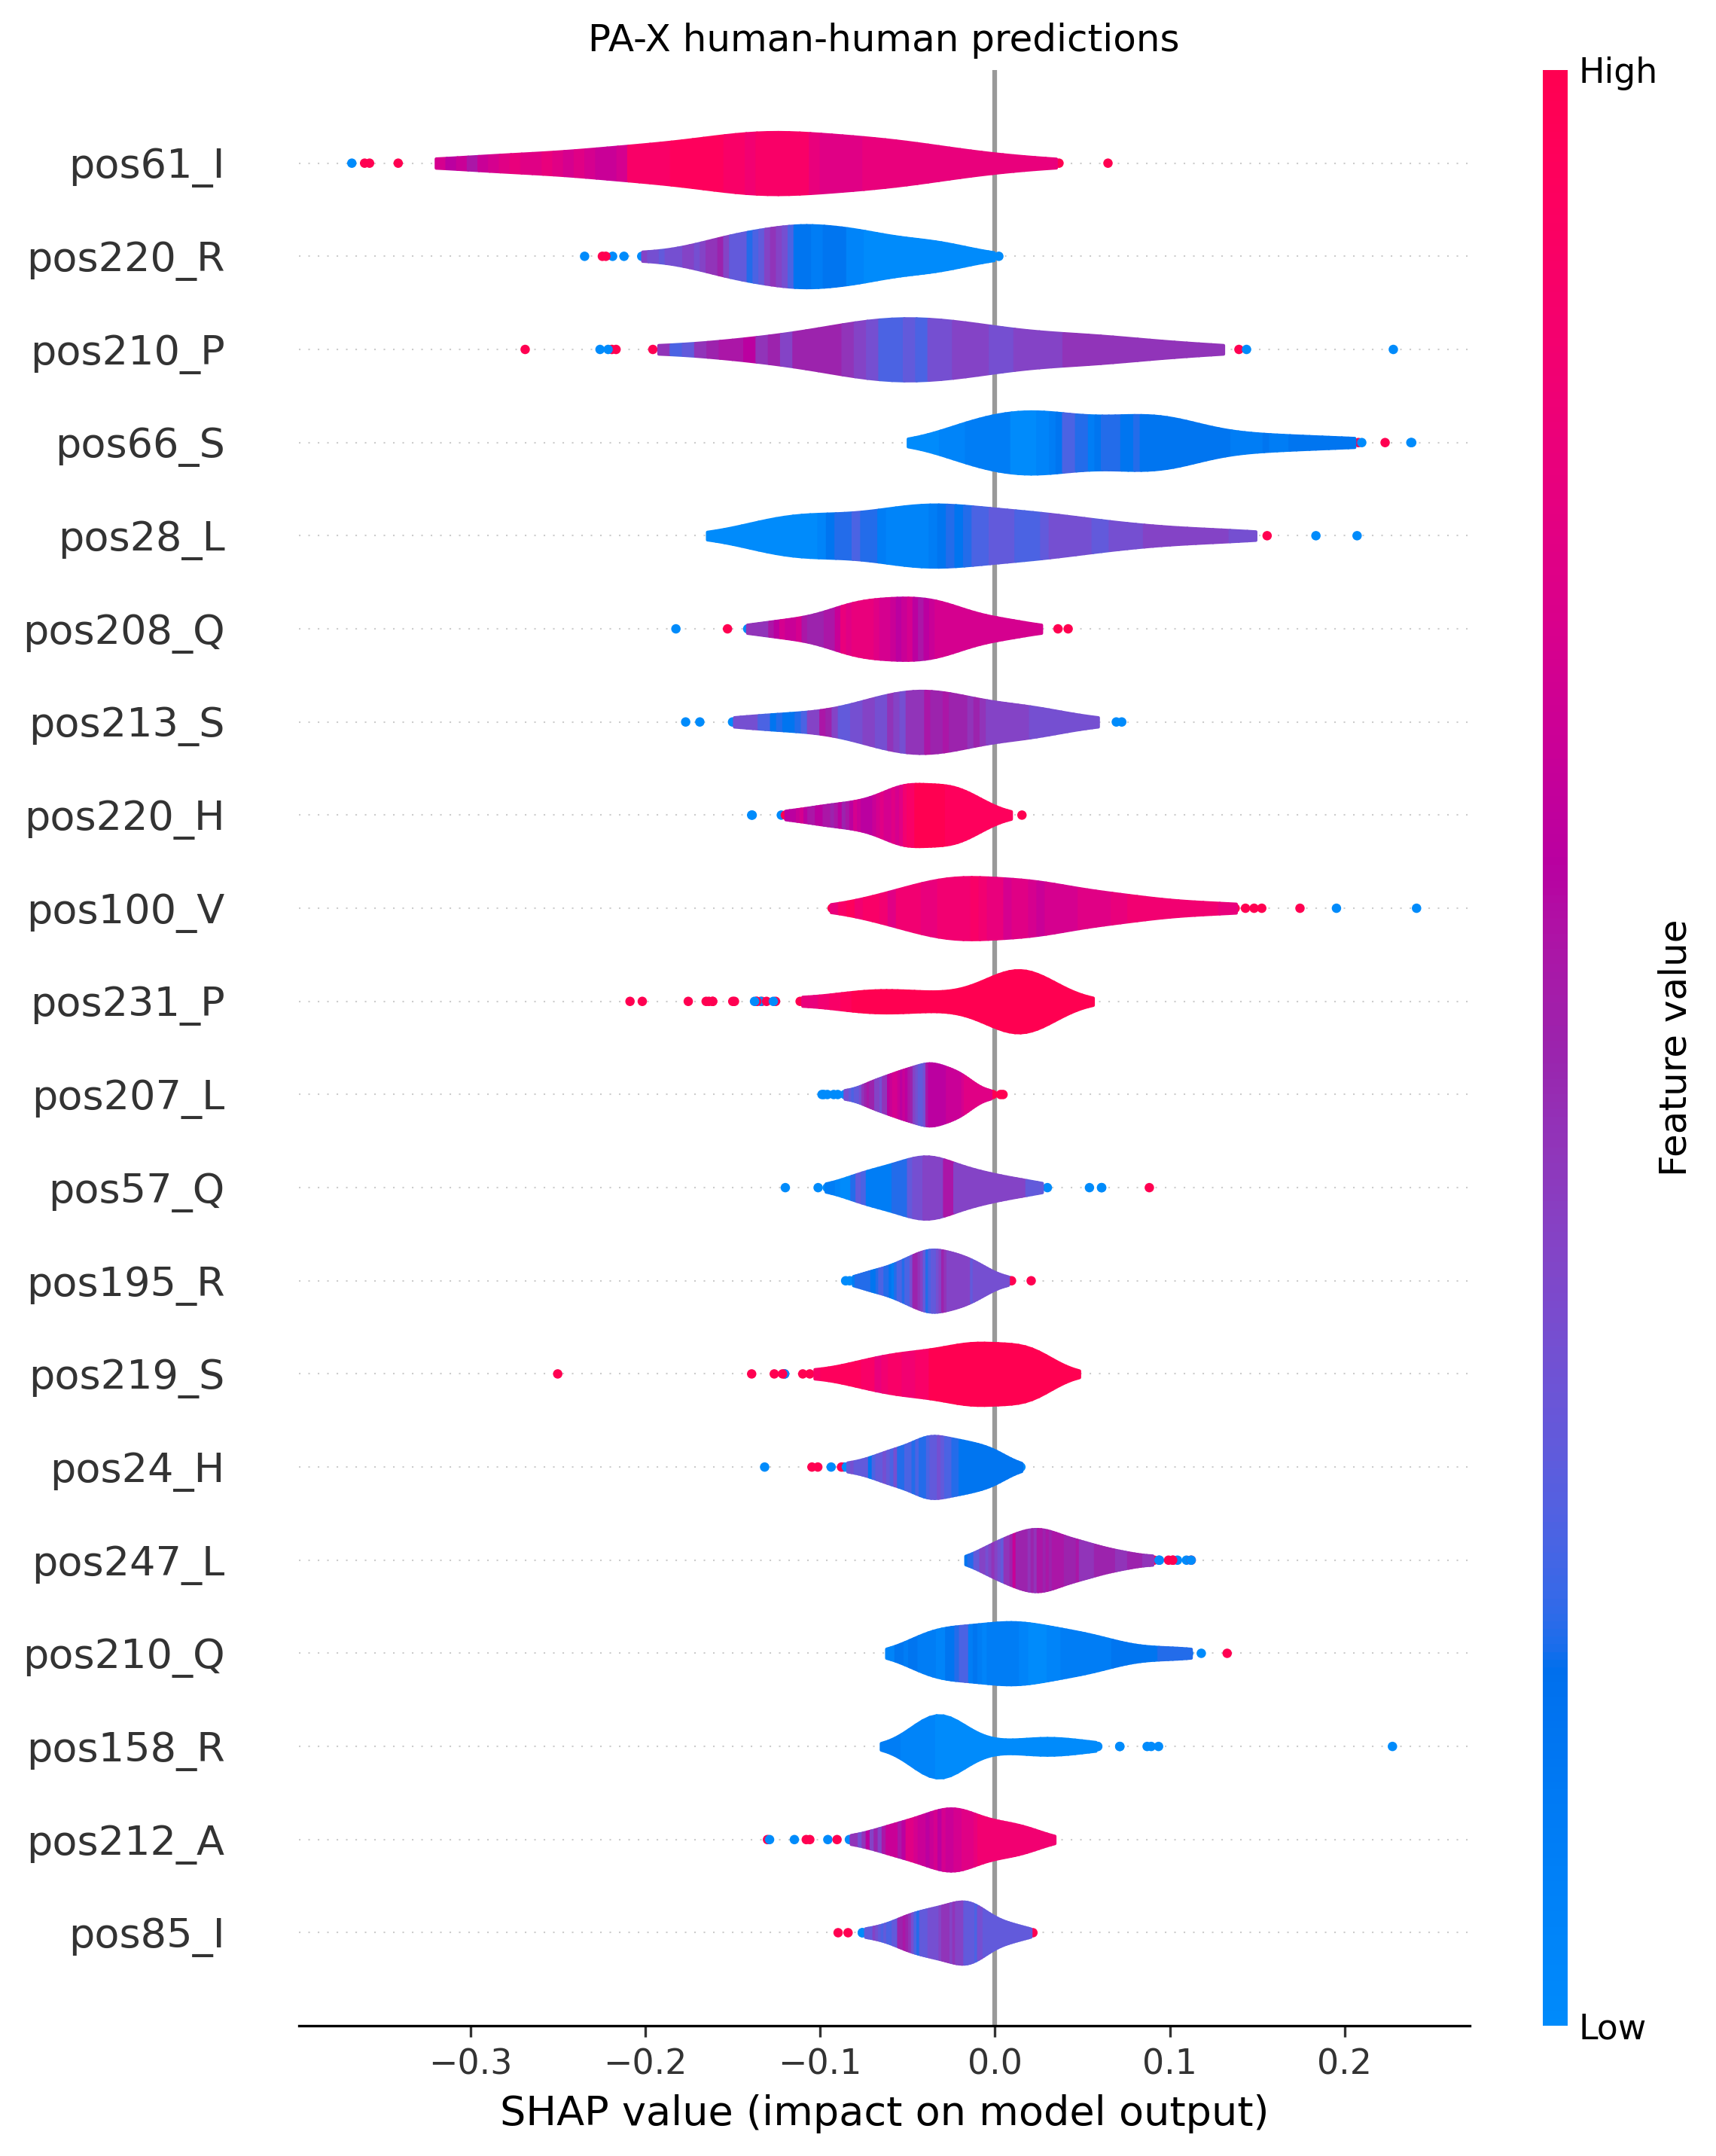 PA-X human-human predictions
High
pos61_I
pos220_R
pos210_P
pos66_S
pos28_L
pos208_Q
pos213_S
pos220_H
pos100_V
pos231_P
pos207_L
pos57_Q
pos195_R
pos219_S
pos24_H
pos247_L
pos210_Q
pos158_R
pos212_A
pos85_I
Feature value
Low
−0.3 −0.2 −0.1 0.0 0.1 0.2
SHAP value (impact on model output)